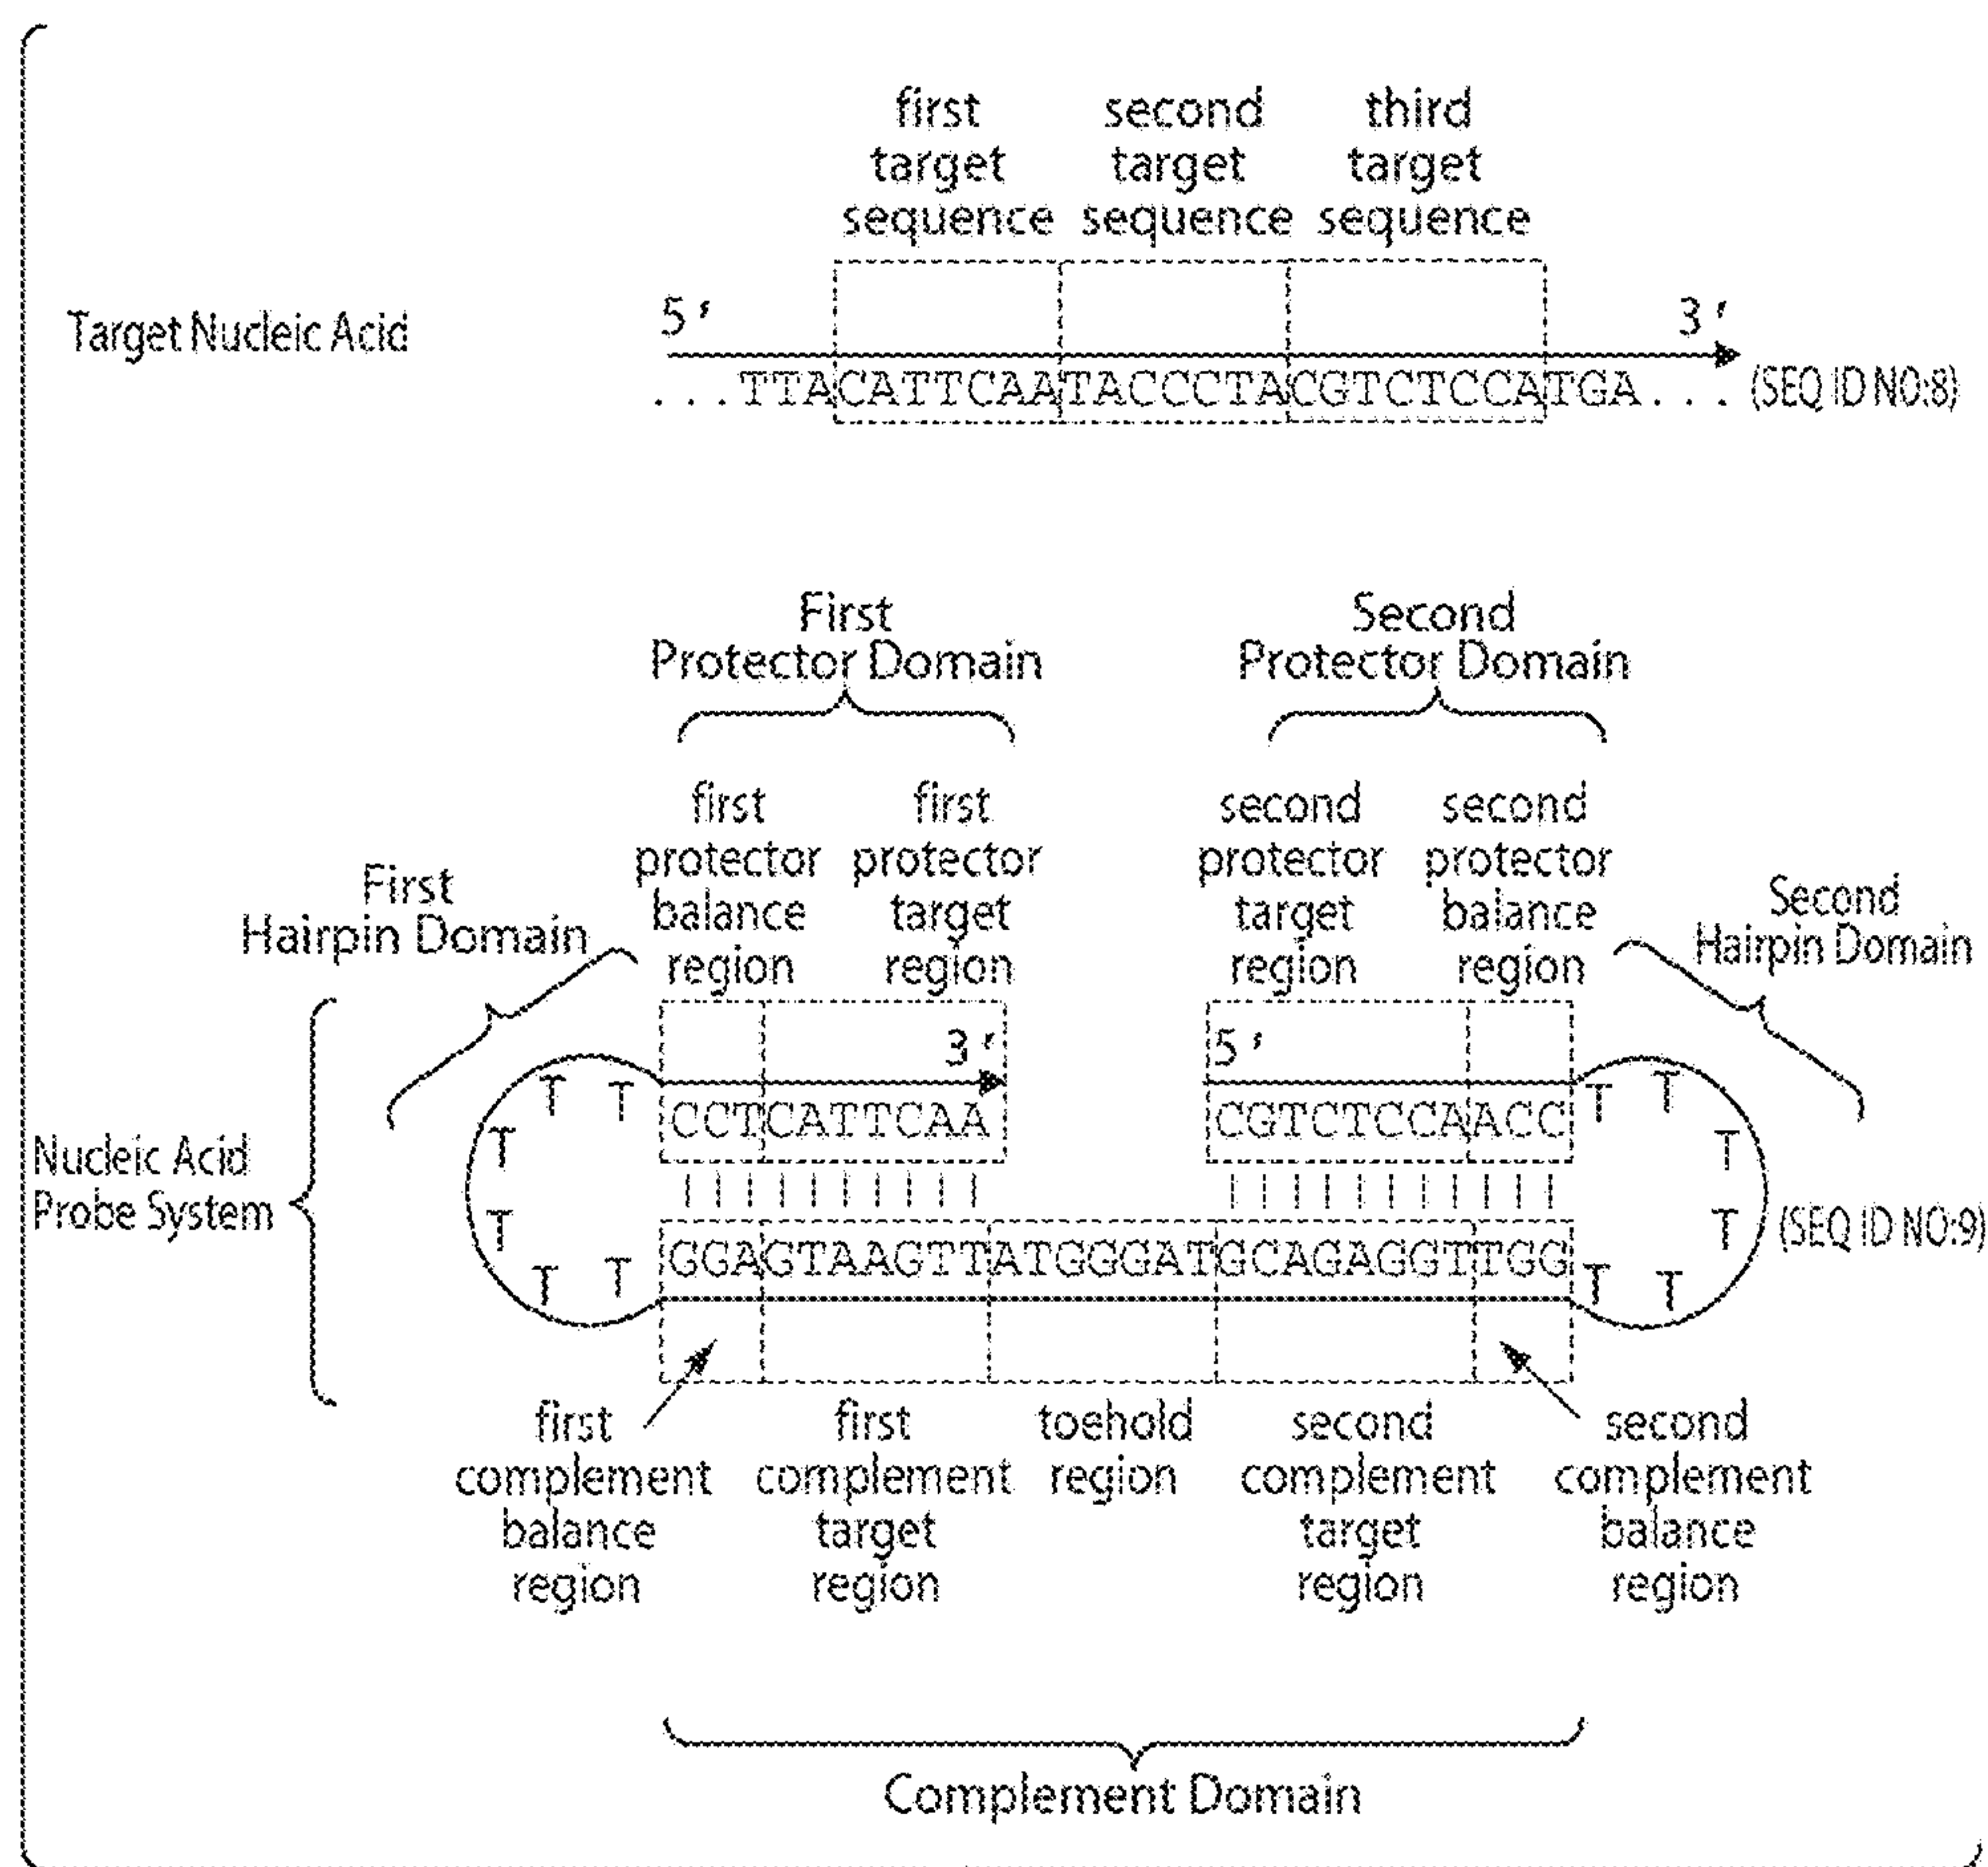 first
target
sequence
second
target
sequence
third
target
sequence
Target Nucleic Acid
5'
3'
...TTACATTCAATACCCTACGTCTCCATGA...
(SEQ ID NO:8)
First
Protector Domain
Second
Protector Domain
First
Hairpin Domain
first
protector
balance
region
first
protector
target
region
second
protector
target
region
second
protector
balance
region
Second
Hairpin Domain
3'
5'
T T
T
T
T T
CCTCATTCAA
CGTCTCCAACC
T T
T
T
T T
Nucleic Acid
Probe System
(SEQ ID NO:9)
GGAGTAAGTTATGGGATGCAGAGGTTGG
first
complement
balance
region
first
complement
target
region
toehold
region
second
complement
target
region
second
complement
balance
region
Complement Domain